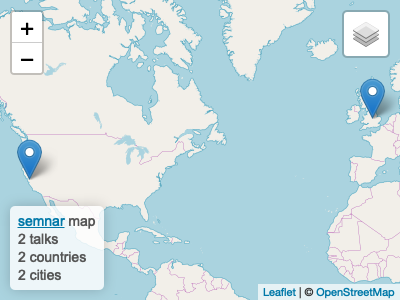 +
−
semnar map
2 talks
2 countries
2 cities
Leaflet | © OpenStreetMap